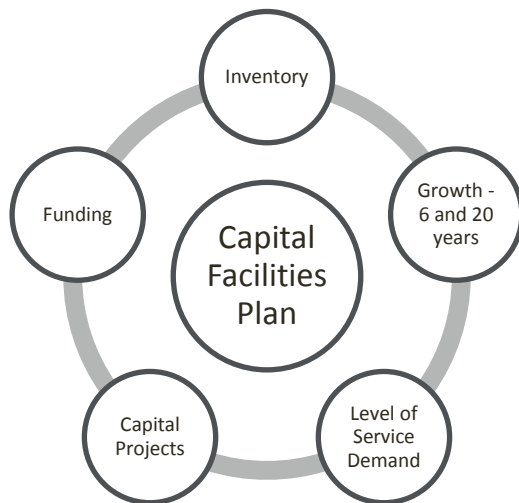 Inventory
Growth -
6 and 20
years
Level of
Service
Demand
Capital
Projects
Funding
Capital
Facilities
Plan